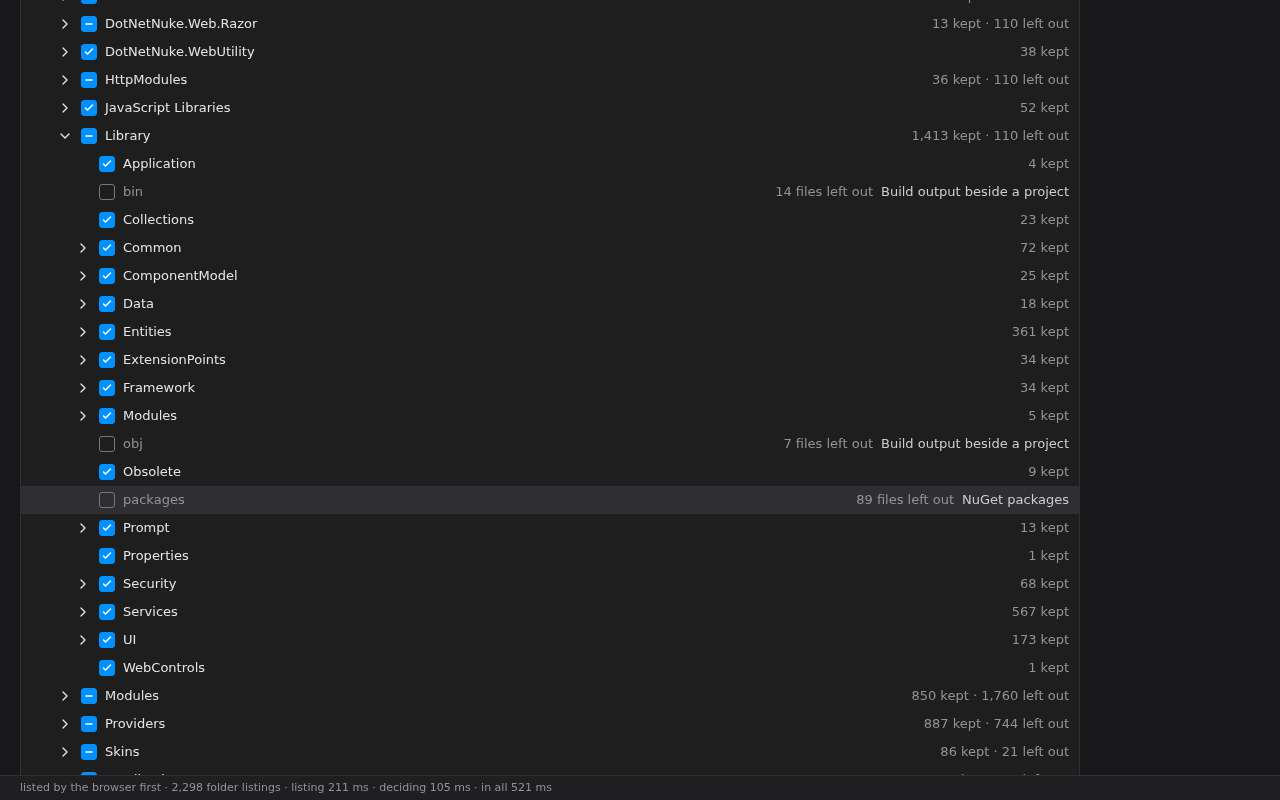 DotNetNuke.Web.Razor 13 kept · 110 left out
DotNetNuke.WebUtility 38 kept
HttpModules 36 kept · 110 left out
JavaScript Libraries 52 kept
Library 1,413 kept · 110 left out
Application 4 kept
bin 14 files left out Build output beside a project
Collections 23 kept
Common 72 kept
ComponentModel 25 kept
Data 18 kept
Entities 361 kept
ExtensionPoints 34 kept
Framework 34 kept
Modules 5 kept
obj 7 files left out Build output beside a project
Obsolete 9 kept
packages 89 files left out NuGet packages
Prompt 13 kept
Properties 1 kept
Security 68 kept
Services 567 kept
UI 173 kept
WebControls 1 kept
Modules 850 kept · 1,760 left out
Providers 887 kept · 744 left out
Skins 86 kept · 21 left out
listed by the browser first · 2,298 folder listings · listing 211 ms · deciding 105 ms · in all 521 ms